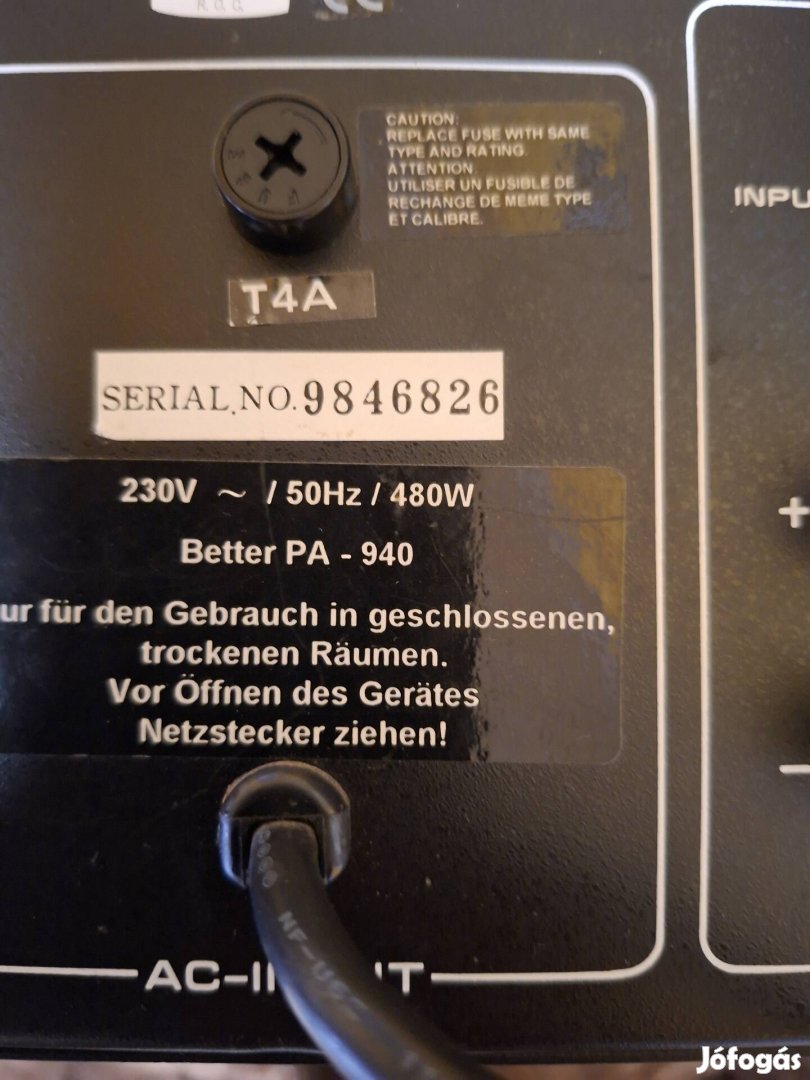 R.O.C.
CAUTION:
REPLACE FUSE WITH SAME
TYPE AND RATING.
ATTENTION
UTILISER UN FUSIBLE DE
RECHANGE DE MEME TYPE
ET CALIBRE.
T4A
SERIAL NO. 9846826
230V ~ / 50Hz / 480W
Better PA - 940
ur für den Gebrauch in geschlossenen,
trockenen Räumen.
Vor Öffnen des Gerätes
Netzstecker ziehen!
INPU
+
Jófogás